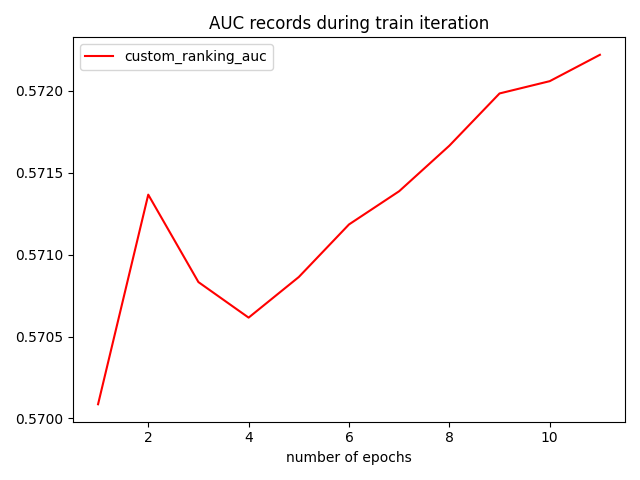 AUC records during train iteration
custom_ranking_auc
0.5720
0.5715
0.5710
0.5705
0.5700
2 4 6 8 10
number of epochs